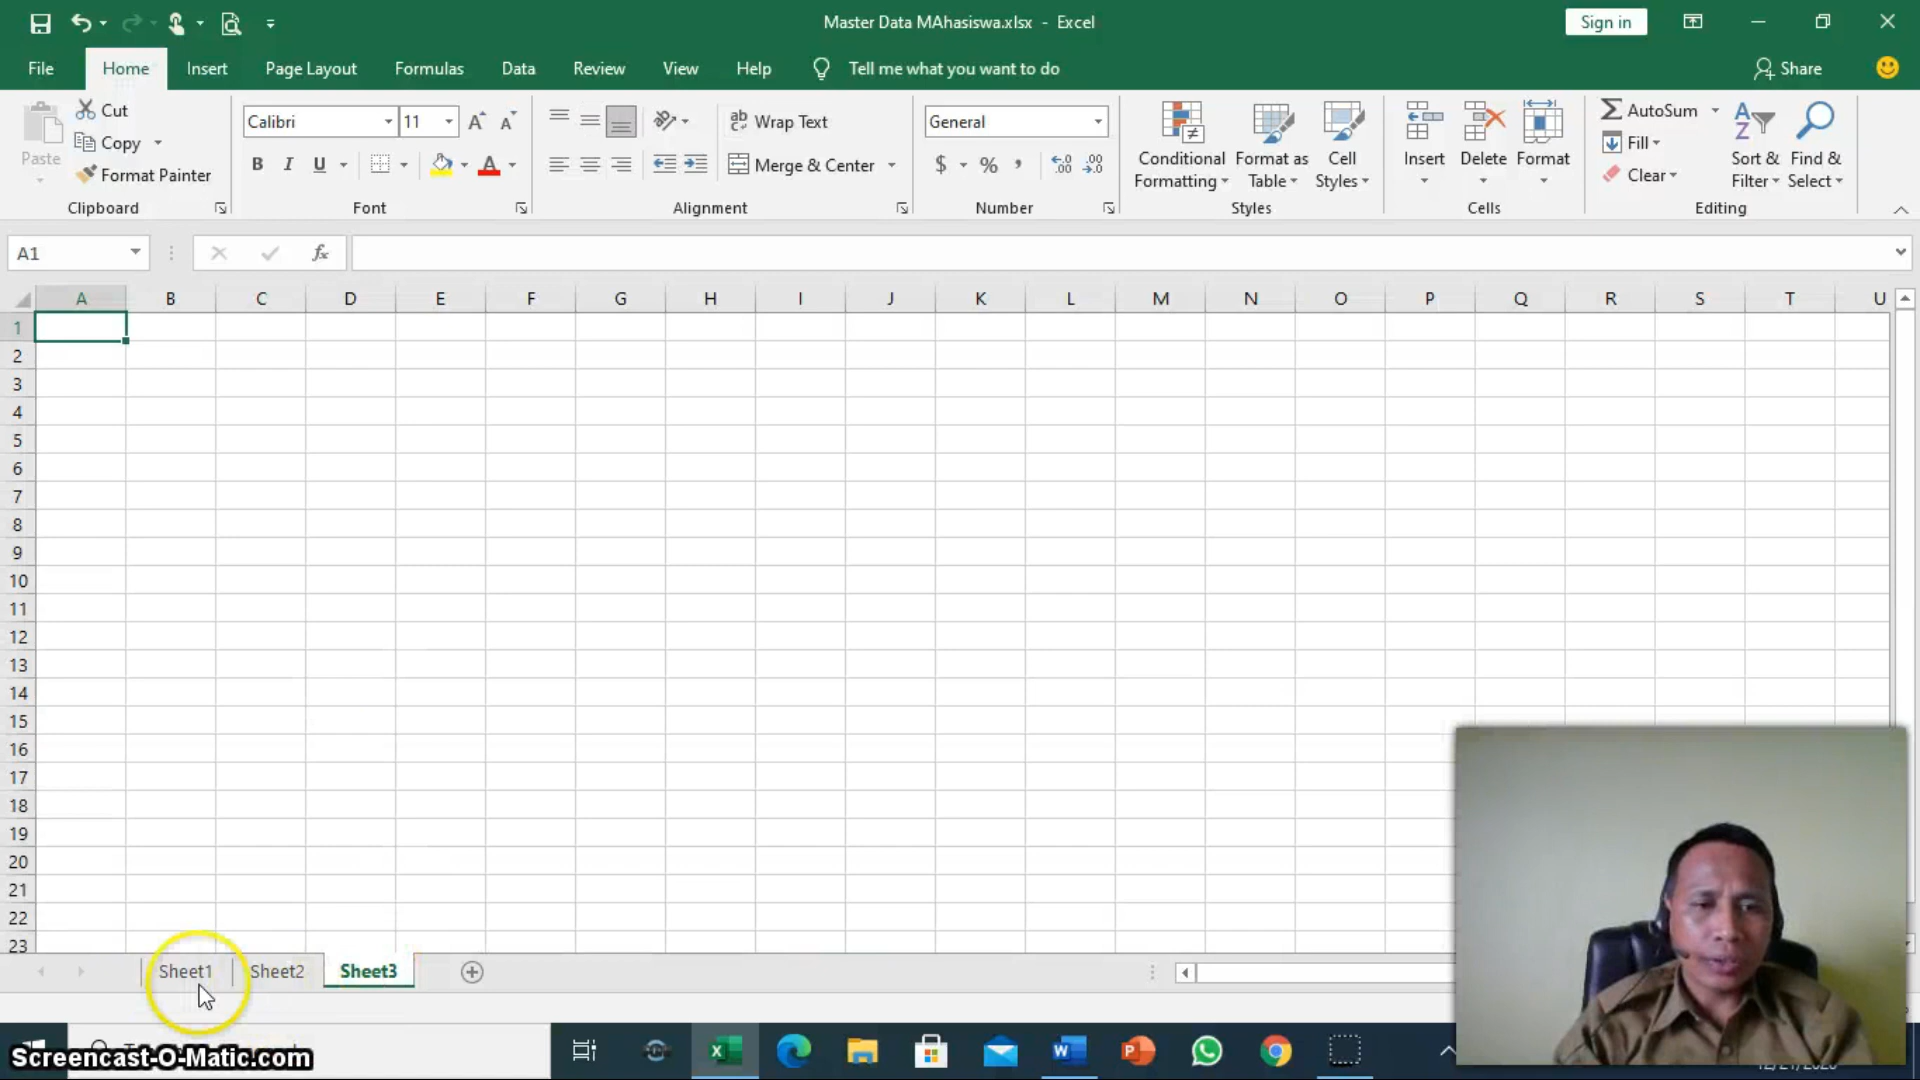 Master Data MAhasiswa.xlsx - Excel
Sign in
File Home Insert Page Layout Formulas Data Review View Help Tell me what you want to do Share
Paste
Cut
Copy
Format Painter
Clipboard
Calibri 11
B I U
Font
Wrap Text
Merge & Center
Alignment
General
$ % ,
Number
Conditional Formatting
Format as Table
Cell Styles
Styles
Insert
Delete
Format
Cells
AutoSum
Fill
Clear
Sort & Filter
Find & Select
Editing
A1
fx
A B C D E F G H I J K L M N O P Q R S T U
1
2
3
4
5
6
7
8
9
10
11
12
13
14
15
16
17
18
19
20
21
22
23
Sheet1 Sheet2 Sheet3
Screencast-O-Matic.com